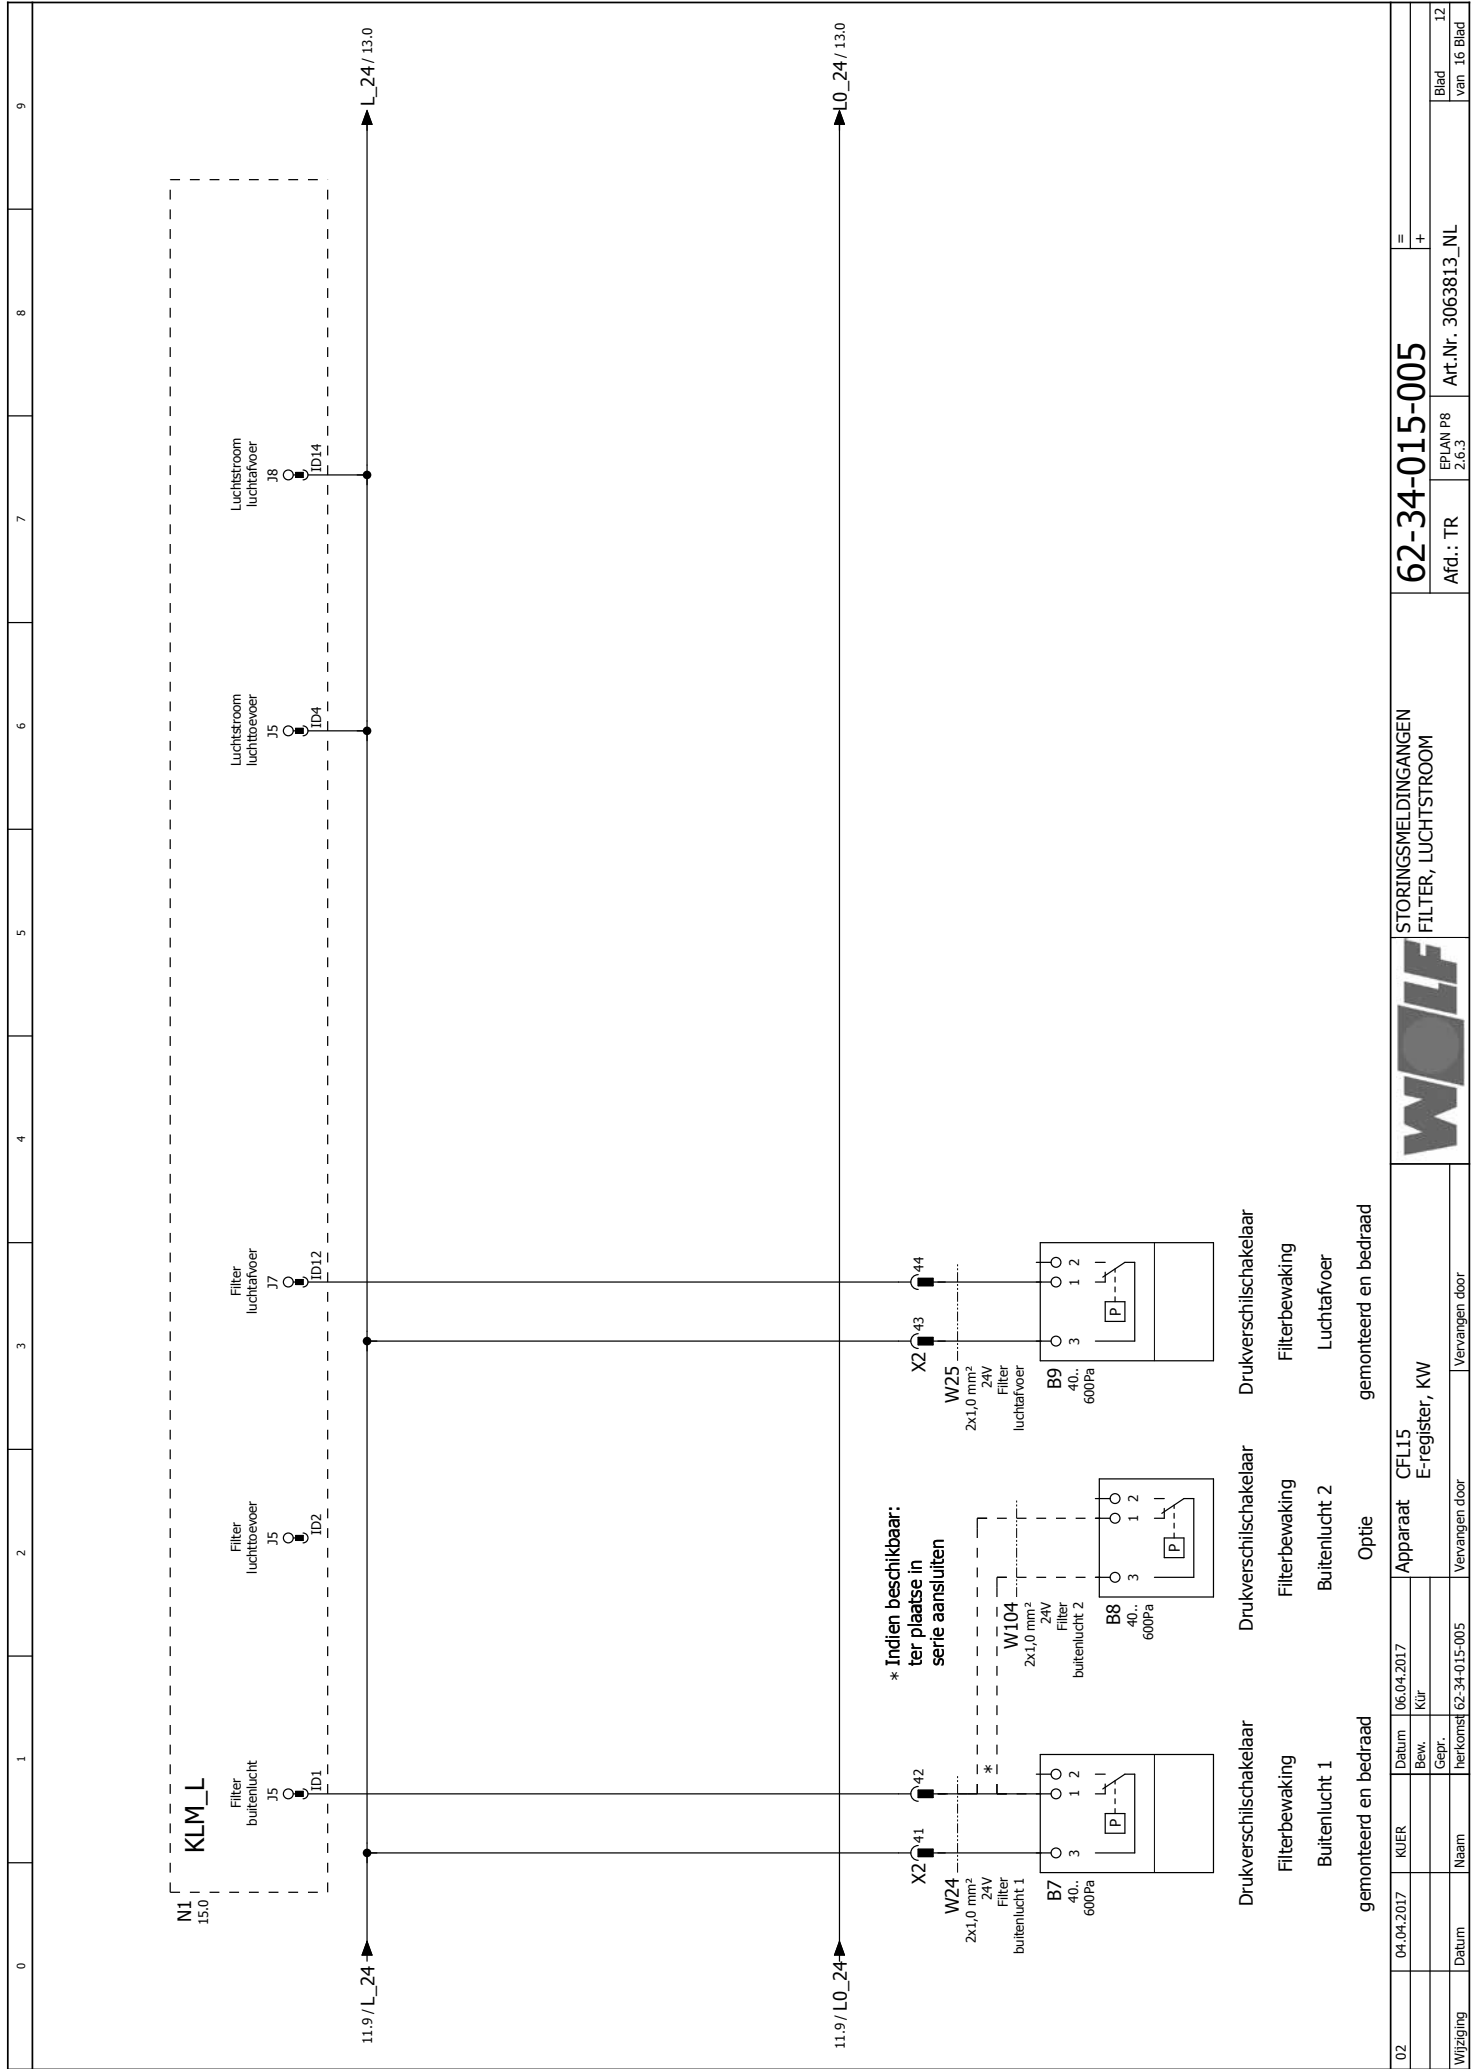 0 1 2 3 4 5 6 7 8 9
N1
15.0
KLM_L
Filter
buitenlucht
J5
ID1
Filter
luchttoevoer
J5
ID2
Filter
luchtafvoer
J7
ID12
Luchtstroom
luchttoevoer
J5
ID4
Luchtstroom
luchtafvoer
J8
ID14
11.9 / L_24
L_24 / 13.0
11.9 / L0_24
L0_24 / 13.0
X2 41 42
W24
2x1,0 mm²
24V
Filter
buitenlucht 1
*
B7
40..
600Pa
3 1 2
P
Drukverschilschakelaar
Filterbewaking
Buitenlucht 1
gemonteerd en bedraad
* Indien beschikbaar:
ter plaatse in
serie aansluiten
W104
2x1,0 mm²
24V
Filter
buitenlucht 2
B8
40..
600Pa
3 1 2
P
Drukverschilschakelaar
Filterbewaking
Buitenlucht 2
Optie
X2 43 44
W25
2x1,0 mm²
24V
Filter
luchtafvoer
B9
40..
600Pa
3 1 2
P
Drukverschilschakelaar
Filterbewaking
Luchtafvoer
gemonteerd en bedraad
02 04.04.2017 KUER
Wijziging Datum Naam
Datum 06.04.2017
Bew. Kür
Gepr.
herkomst 62-34-015-005
Apparaat CFL15
E-register, KW
Vervangen door Vervangen door
WOLF
STORINGSMELDINGANGEN
FILTER, LUCHTSTROOM
62-34-015-005
Afd.: TR
EPLAN P8
2.6.3
Art.Nr. 3063813_NL
=
+
Blad 12
van 16 Blad